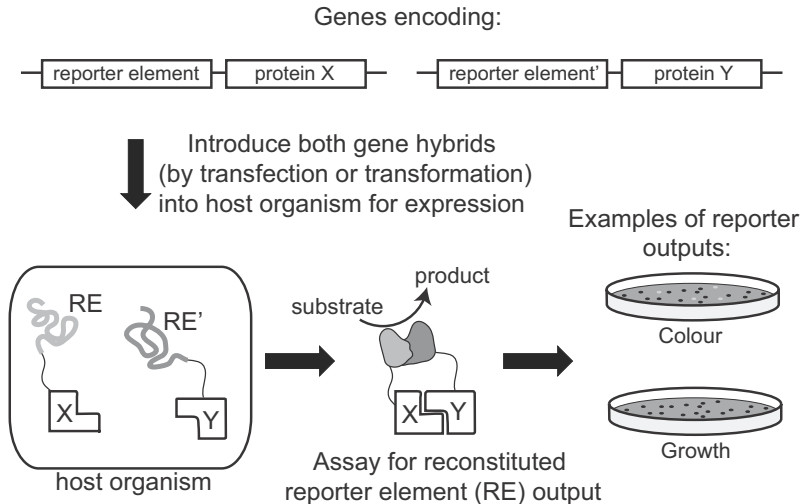 Genes encoding:
reporter element
protein X
reporter element'
protein Y
Introduce both gene hybrids
(by transfection or transformation)
into host organism for expression
Examples of reporter
outputs:
RE
RE'
X
Y
host organism
substrate
product
X
Y
Assay for reconstituted
reporter element (RE) output
Colour
Growth